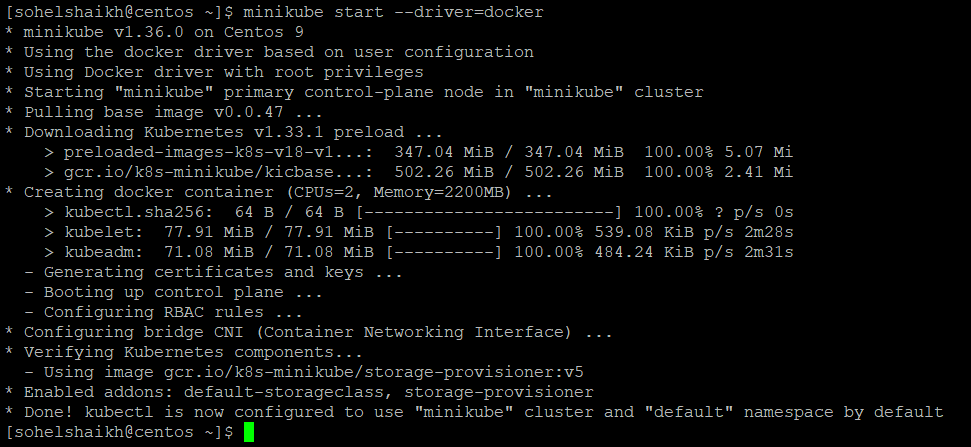 [sohelshaikh@centos ~]$ minikube start --driver=docker
* minikube v1.36.0 on Centos 9
* Using the docker driver based on user configuration
* Using Docker driver with root privileges
* Starting "minikube" primary control-plane node in "minikube" cluster
* Pulling base image v0.0.47 ...
* Downloading Kubernetes v1.33.1 preload ...
    > preloaded-images-k8s-v18-v1...:  347.04 MiB / 347.04 MiB  100.00% 5.07 Mi
    > gcr.io/k8s-minikube/kicbase...:  502.26 MiB / 502.26 MiB  100.00% 2.41 Mi
* Creating docker container (CPUs=2, Memory=2200MB) ...
    > kubectl.sha256:  64 B / 64 B [-------------------------] 100.00% ? p/s 0s
    > kubelet:  77.91 MiB / 77.91 MiB [----------] 100.00% 539.08 KiB p/s 2m28s
    > kubeadm:  71.08 MiB / 71.08 MiB [----------] 100.00% 484.24 KiB p/s 2m31s
  - Generating certificates and keys ...
  - Booting up control plane ...
  - Configuring RBAC rules ...
* Configuring bridge CNI (Container Networking Interface) ...
* Verifying Kubernetes components...
  - Using image gcr.io/k8s-minikube/storage-provisioner:v5
* Enabled addons: default-storageclass, storage-provisioner
* Done! kubectl is now configured to use "minikube" cluster and "default" namespace by default
[sohelshaikh@centos ~]$